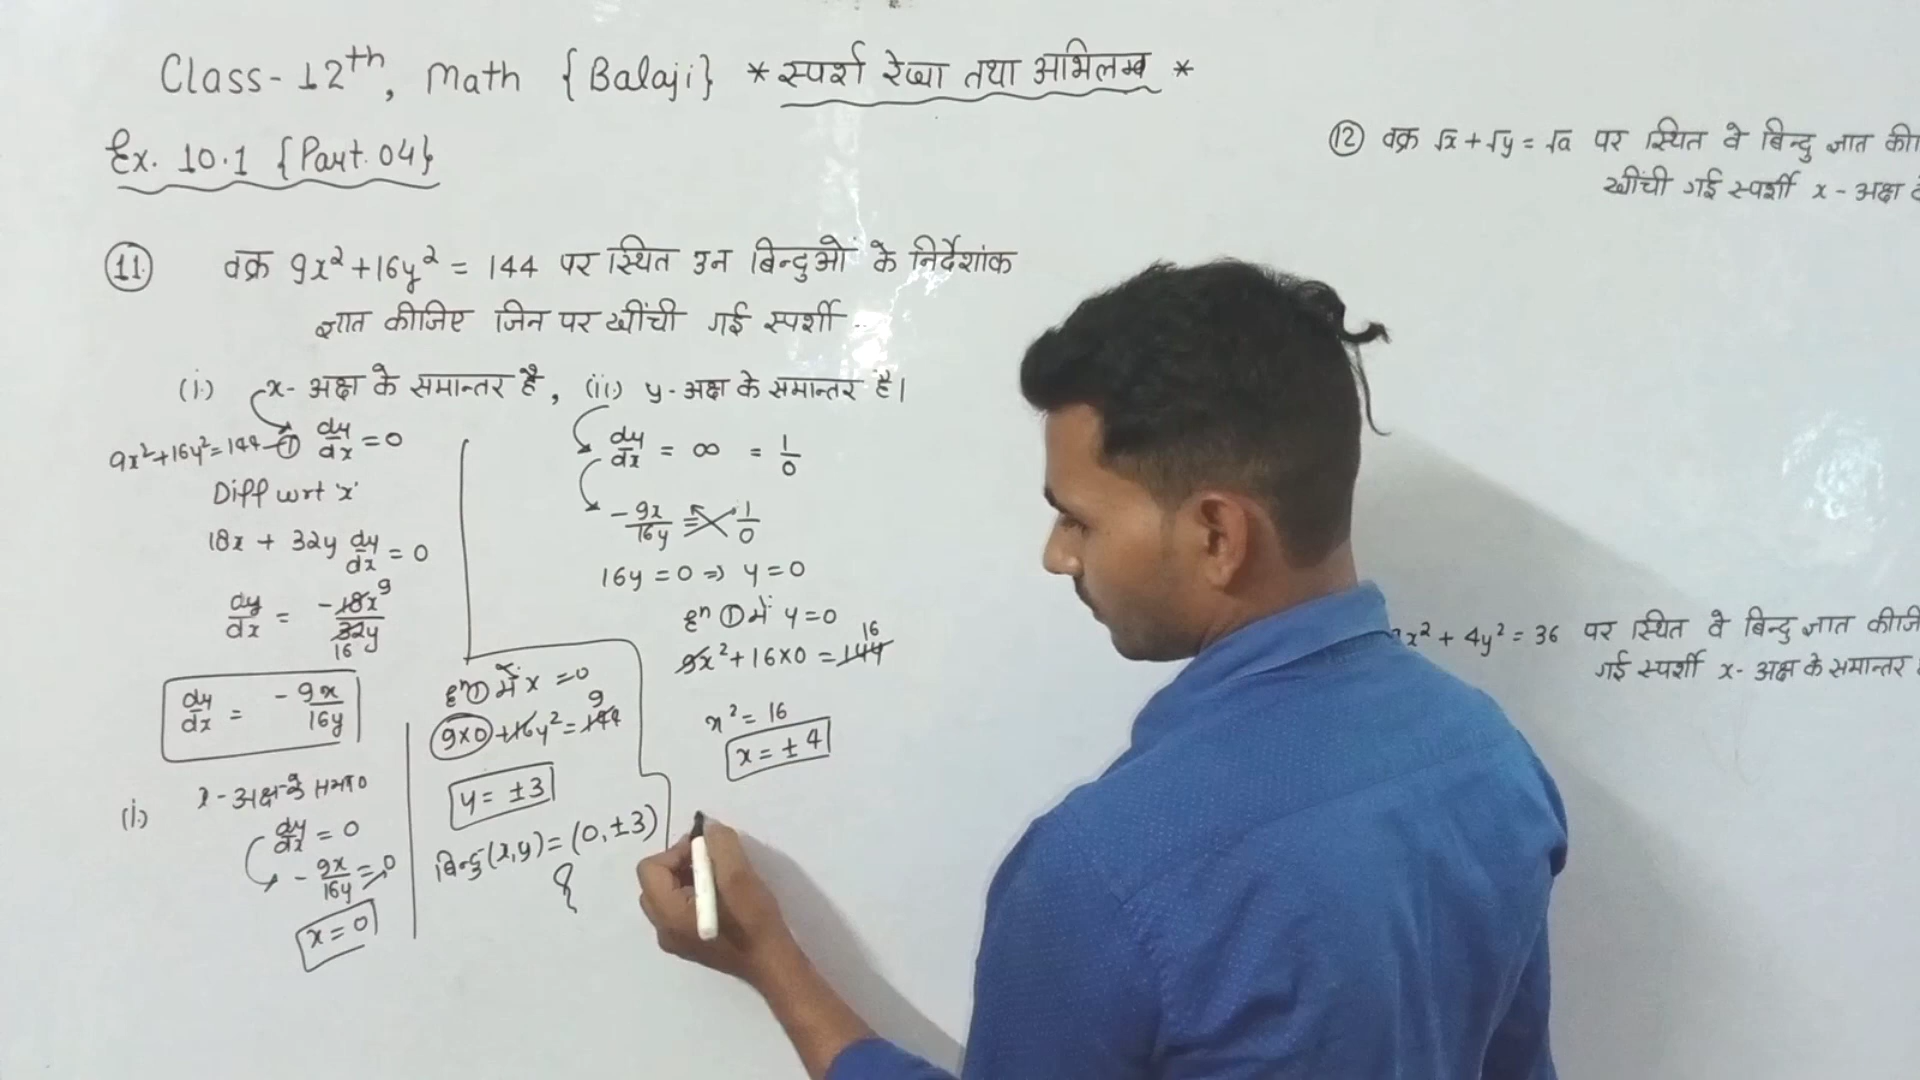 Class-12th, Math {Balaji} *स्पर्श रेखा तथा अभिलम्ब*
Ex. 10.1 {Part.04}
(11.) वक्र 9x² + 16y² = 144 पर स्थित उन बिन्दुओं के निर्देशांक
ज्ञात कीजिए जिन पर खींची गई स्पर्शी
(i.) x-अक्ष के समान्तर है, (ii.) y-अक्ष के समान्तर है।
9x²+16y²=144-① dy/dx = 0
Diff wrt 'x'
18x + 32y dy/dx = 0
dy/dx = -18x/32y
9
16
dy/dx = -9x/16y
(i.) x-अक्ष के
dy/dx = 0
-9x/16y = 0
x = 0
① में x = 0
9
9x0 + 16y² = 144
y = ±3
बिन्दु (x,y) = (0, ±3)
dy/dx = ∞ = 1/0
-9x/16y = 1/0
16y = 0 ⇒ y = 0
① में y = 0
16
9x² + 16x0 = 144
x² = 16
x = ±4
(12) वक्र √x + √y = √a पर स्थित वे बिन्दु ज्ञात
खींची गई स्पर्शी x-अक्ष
x² + 4y² = 36 पर स्थित वे बिन्दु ज्ञात
गई स्पर्शी x-अक्ष के समान्तर